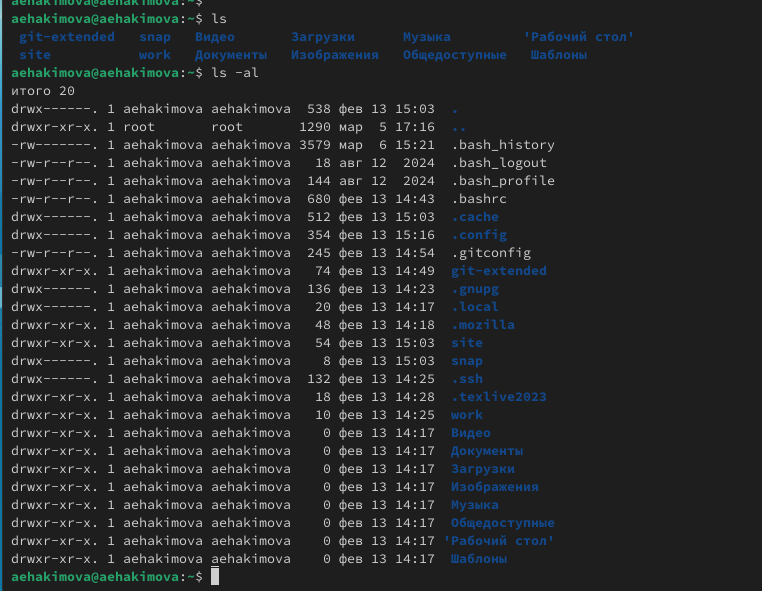 aehakimova@aehakimova:~$
aehakimova@aehakimova:~$ ls
git-extended snap Видео Загрузки Музыка 'Рабочий стол'
site work Документы Изображения Общедоступные Шаблоны
aehakimova@aehakimova:~$ ls -al
итого 20
drwx------. 1 aehakimova aehakimova 538 фев 13 15:03 .
drwxr-xr-x. 1 root root 1290 мар 5 17:16 ..
-rw-------. 1 aehakimova aehakimova 3579 мар 6 15:21 .bash_history
-rw-r--r--. 1 aehakimova aehakimova 18 авг 12 2024 .bash_logout
-rw-r--r--. 1 aehakimova aehakimova 144 авг 12 2024 .bash_profile
-rw-r--r--. 1 aehakimova aehakimova 680 фев 13 14:43 .bashrc
drwx------. 1 aehakimova aehakimova 512 фев 13 15:03 .cache
drwx------. 1 aehakimova aehakimova 354 фев 13 15:16 .config
-rw-r--r--. 1 aehakimova aehakimova 245 фев 13 14:54 .gitconfig
drwxr-xr-x. 1 aehakimova aehakimova 74 фев 13 14:49 git-extended
drwx------. 1 aehakimova aehakimova 136 фев 13 14:23 .gnupg
drwx------. 1 aehakimova aehakimova 20 фев 13 14:17 .local
drwxr-xr-x. 1 aehakimova aehakimova 48 фев 13 14:18 .mozilla
drwxr-xr-x. 1 aehakimova aehakimova 54 фев 13 15:03 site
drwx------. 1 aehakimova aehakimova 8 фев 13 15:03 snap
drwx------. 1 aehakimova aehakimova 132 фев 13 14:25 .ssh
drwxr-xr-x. 1 aehakimova aehakimova 18 фев 13 14:28 .texlive2023
drwxr-xr-x. 1 aehakimova aehakimova 10 фев 13 14:25 work
drwxr-xr-x. 1 aehakimova aehakimova 0 фев 13 14:17 Видео
drwxr-xr-x. 1 aehakimova aehakimova 0 фев 13 14:17 Документы
drwxr-xr-x. 1 aehakimova aehakimova 0 фев 13 14:17 Загрузки
drwxr-xr-x. 1 aehakimova aehakimova 0 фев 13 14:17 Изображения
drwxr-xr-x. 1 aehakimova aehakimova 0 фев 13 14:17 Музыка
drwxr-xr-x. 1 aehakimova aehakimova 0 фев 13 14:17 Общедоступные
drwxr-xr-x. 1 aehakimova aehakimova 0 фев 13 14:17 'Рабочий стол'
drwxr-xr-x. 1 aehakimova aehakimova 0 фев 13 14:17 Шаблоны
aehakimova@aehakimova:~$